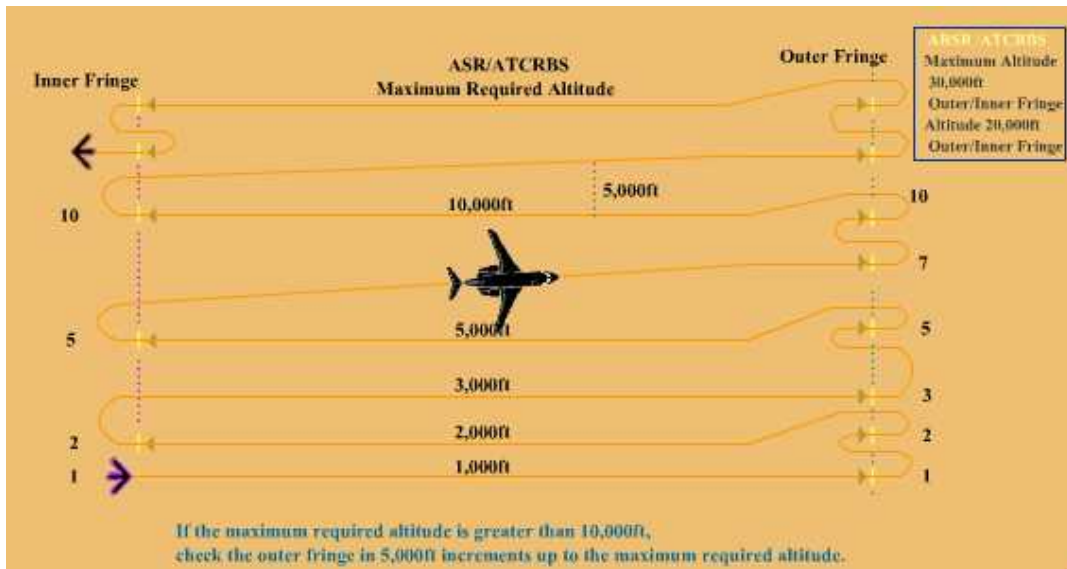 ARSR/ATCRBS
Maximum Altitude
30,000ft
Outer/Inner Fringe
Altitude 20,000ft
Outer/Inner Fringe
Inner Fringe
ASR/ATCRBS
Maximum Required Altitude
Outer Fringe
5,000ft
10
10,000ft
10
7
5
5,000ft
5
3,000ft
3
2
2,000ft
2
1
1,000ft
1
If the maximum required altitude is greater than 10,000ft,
check the outer fringe in 5,000ft increments up to the maximum required altitude.